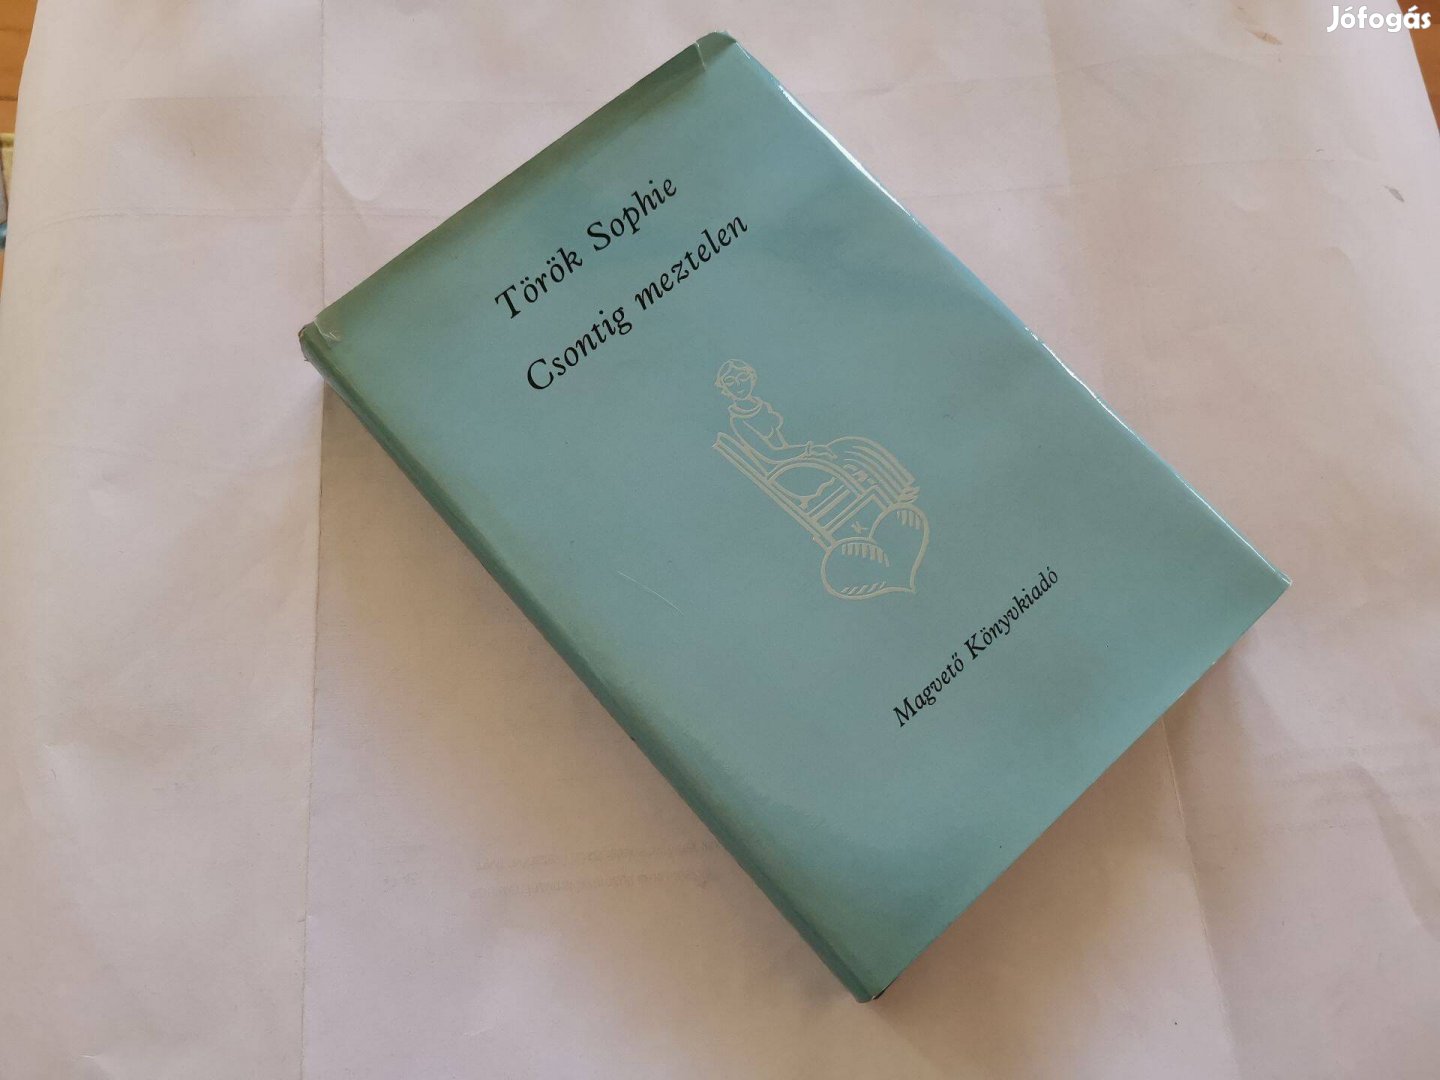 Jófogás
Török Sophie
Csontig meztelen
Magvető Könyvkiadó